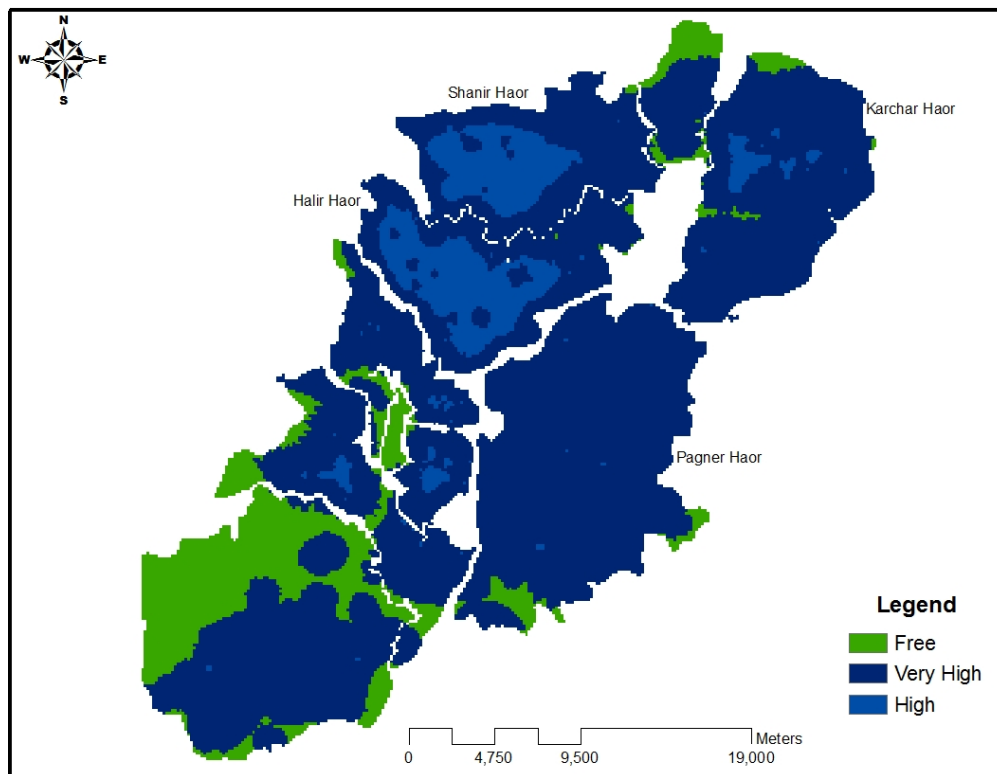 N
W E
S
Shanir Haor
Karchar Haor
Halir Haor
Pagner Haor
Legend
Free
Very High
High
Meters
0 4,750 9,500 19,000